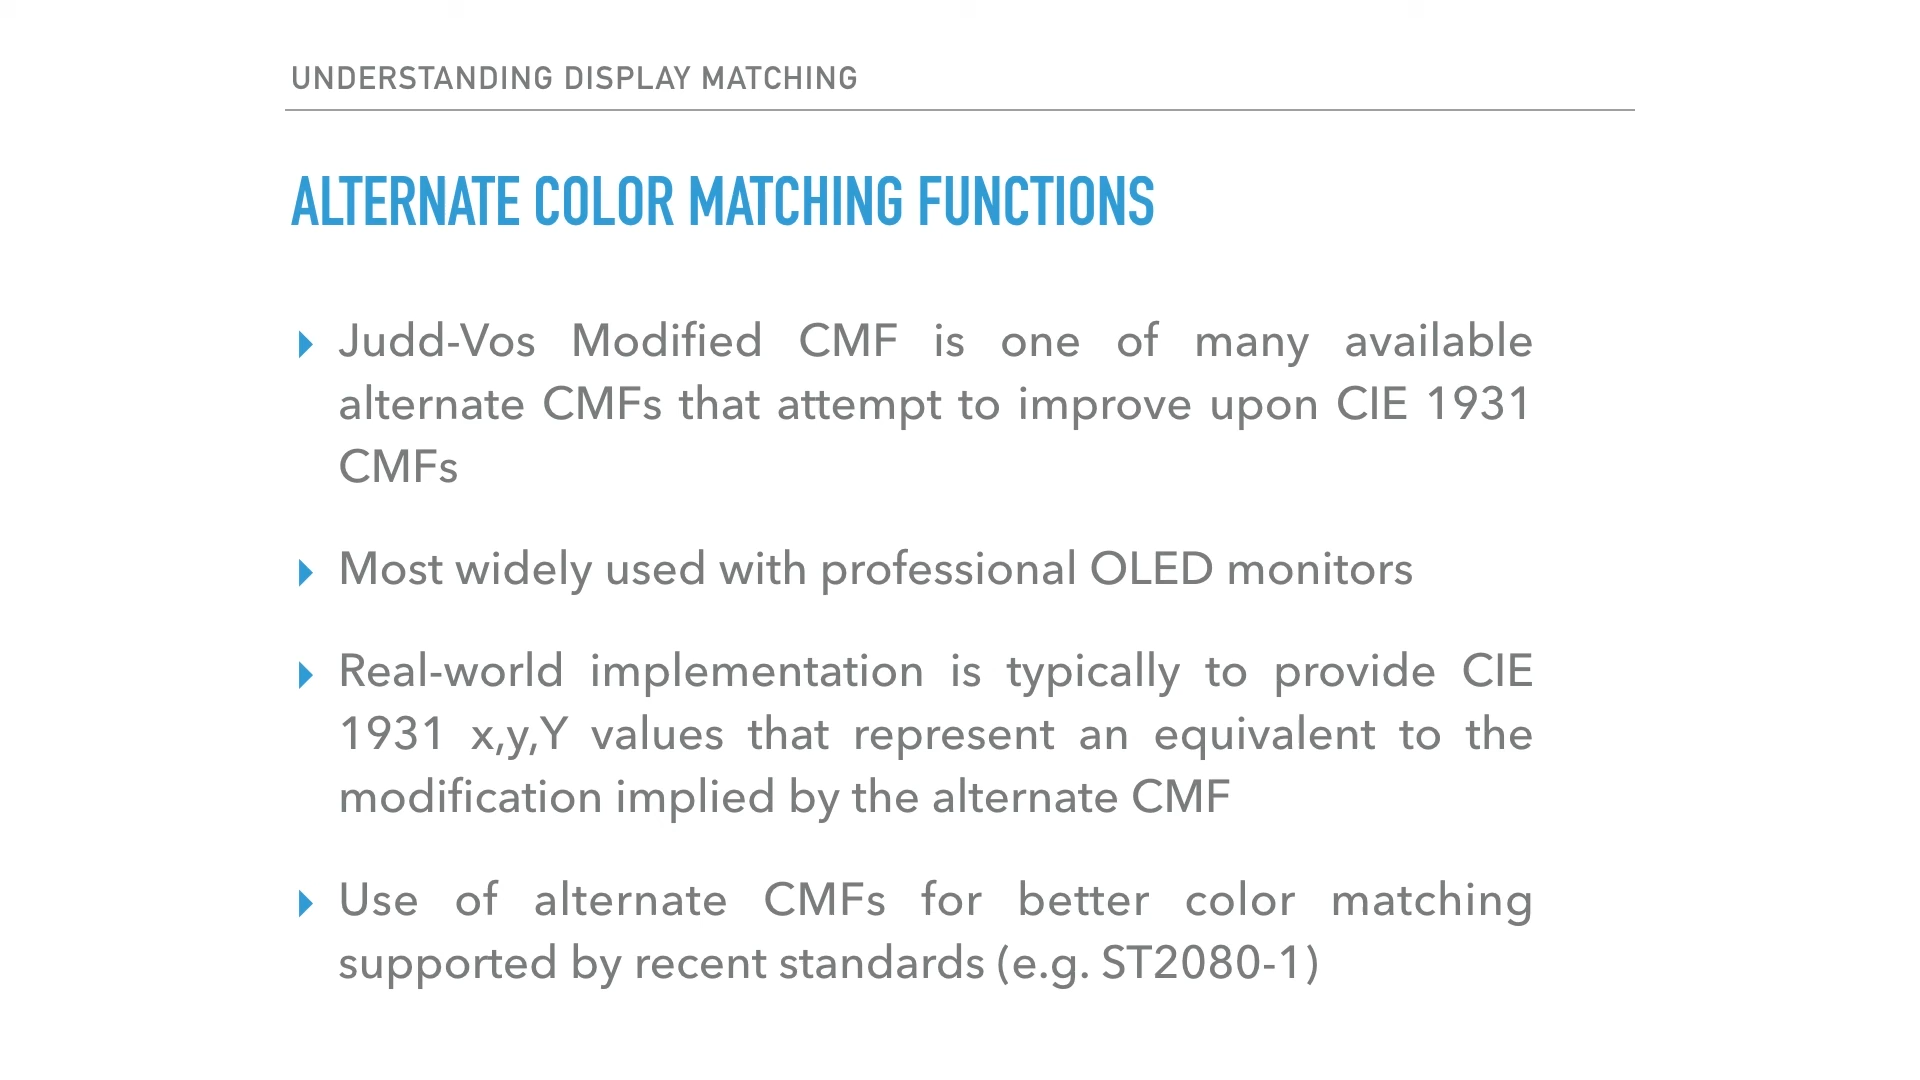 UNDERSTANDING DISPLAY MATCHING
ALTERNATE COLOR MATCHING FUNCTIONS
Judd-Vos Modified CMF is one of many available
alternate CMFs that attempt to improve upon CIE 1931
CMFs
Most widely used with professional OLED monitors
Real-world implementation is typically to provide CIE
1931 x,y,Y values that represent an equivalent to the
modification implied by the alternate CMF
Use of alternate CMFs for better color matching
supported by recent standards (e.g. ST2080-1)